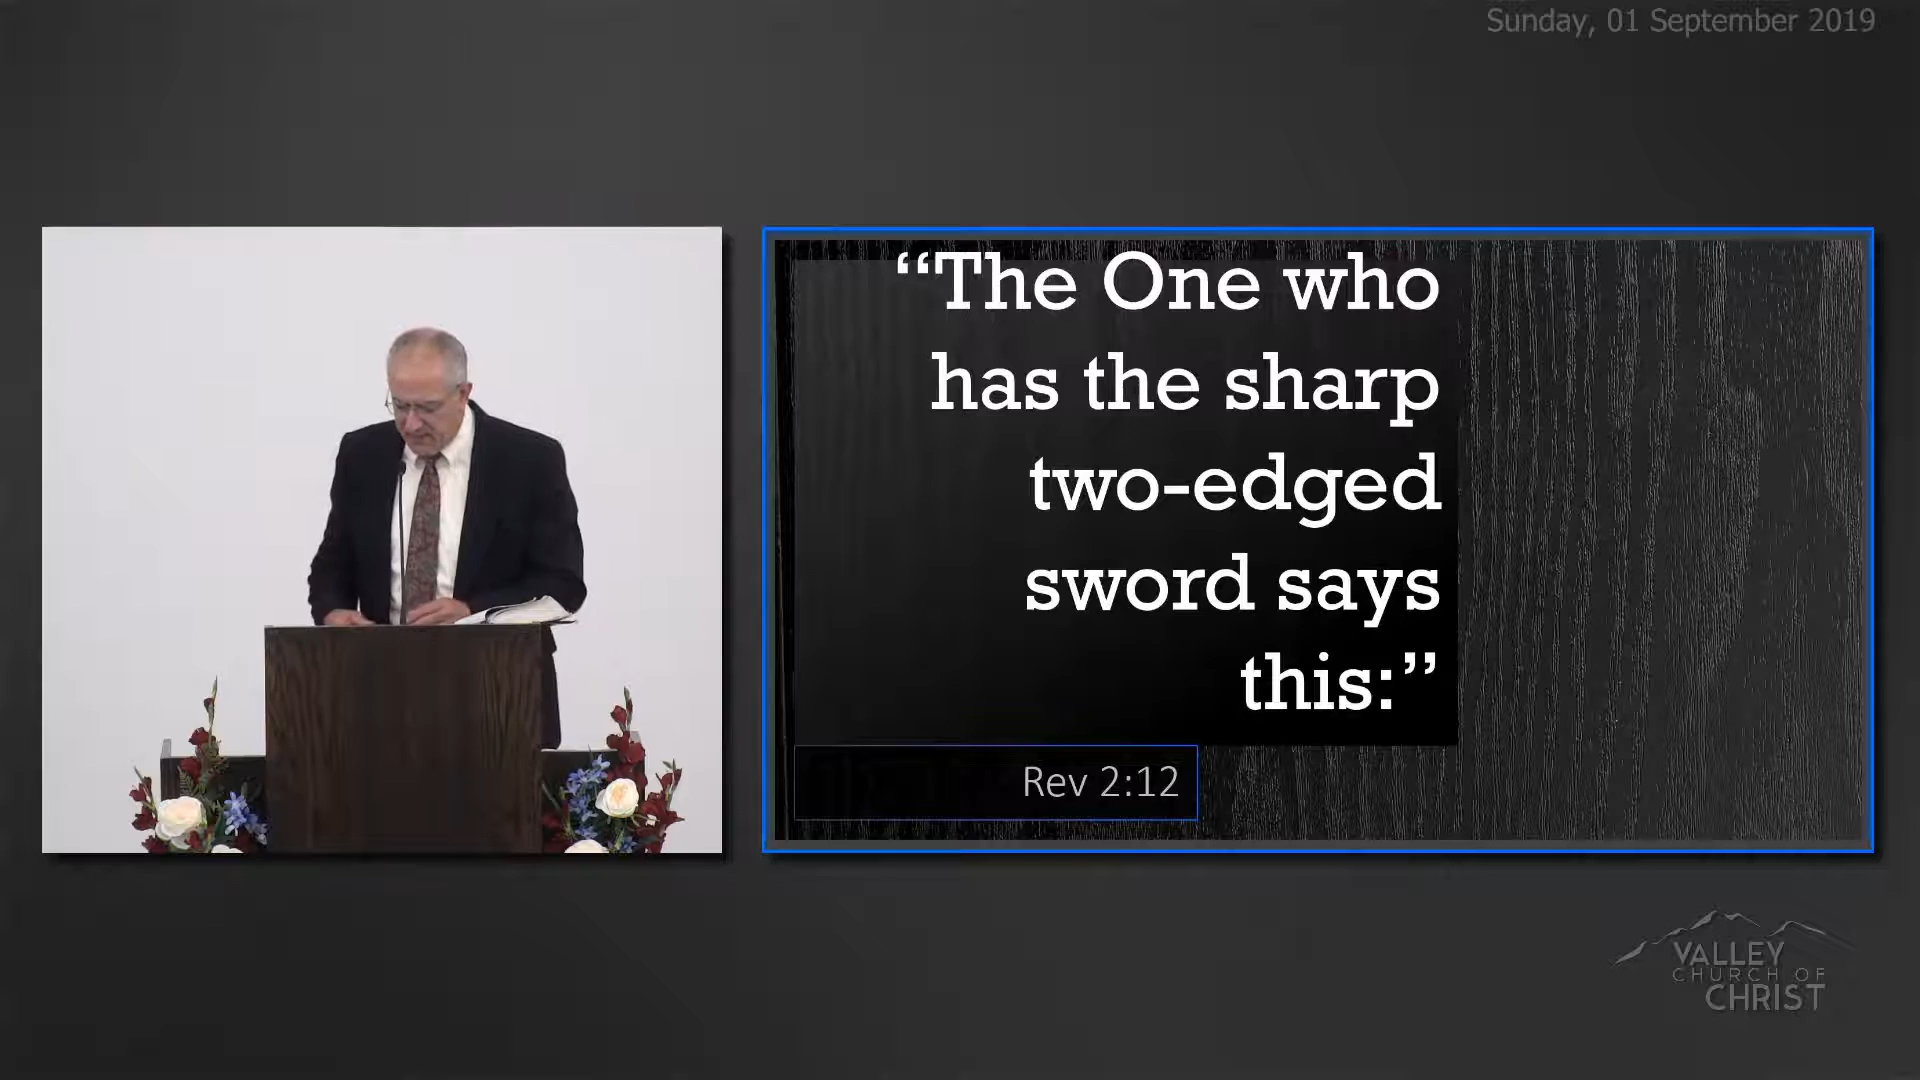 Sunday, 01 September 2019
“The One who
has the sharp
two-edged
sword says
this:”
Rev 2:12
VALLEY
CHURCH OF
CHRIST